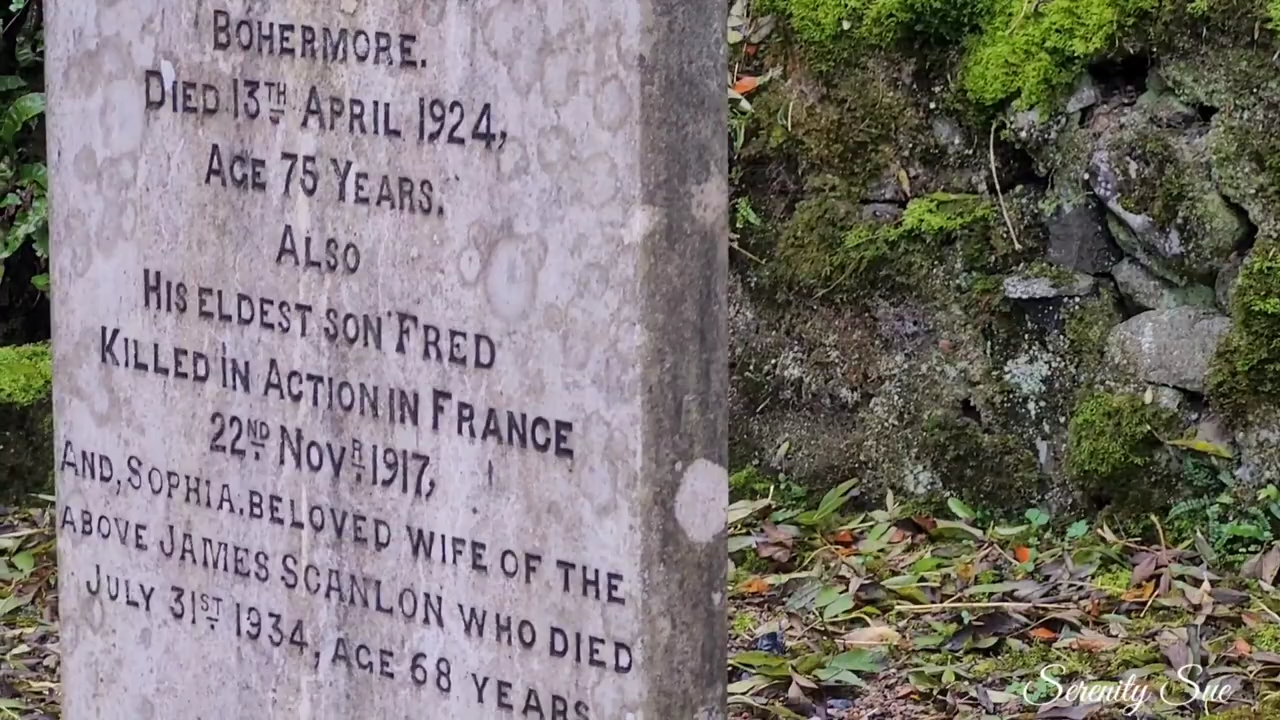 BOHERMORE.
DIED 13TH APRIL 1924,
AGE 75 YEARS.
ALSO
HIS ELDEST SON FRED
KILLED IN ACTION IN FRANCE
22ND NOVR 1917,
AND, SOPHIA. BELOVED WIFE OF THE
ABOVE JAMES SCANLON WHO DIED
JULY 31ST 1934, AGE 68 YEARS
Serenity Sue